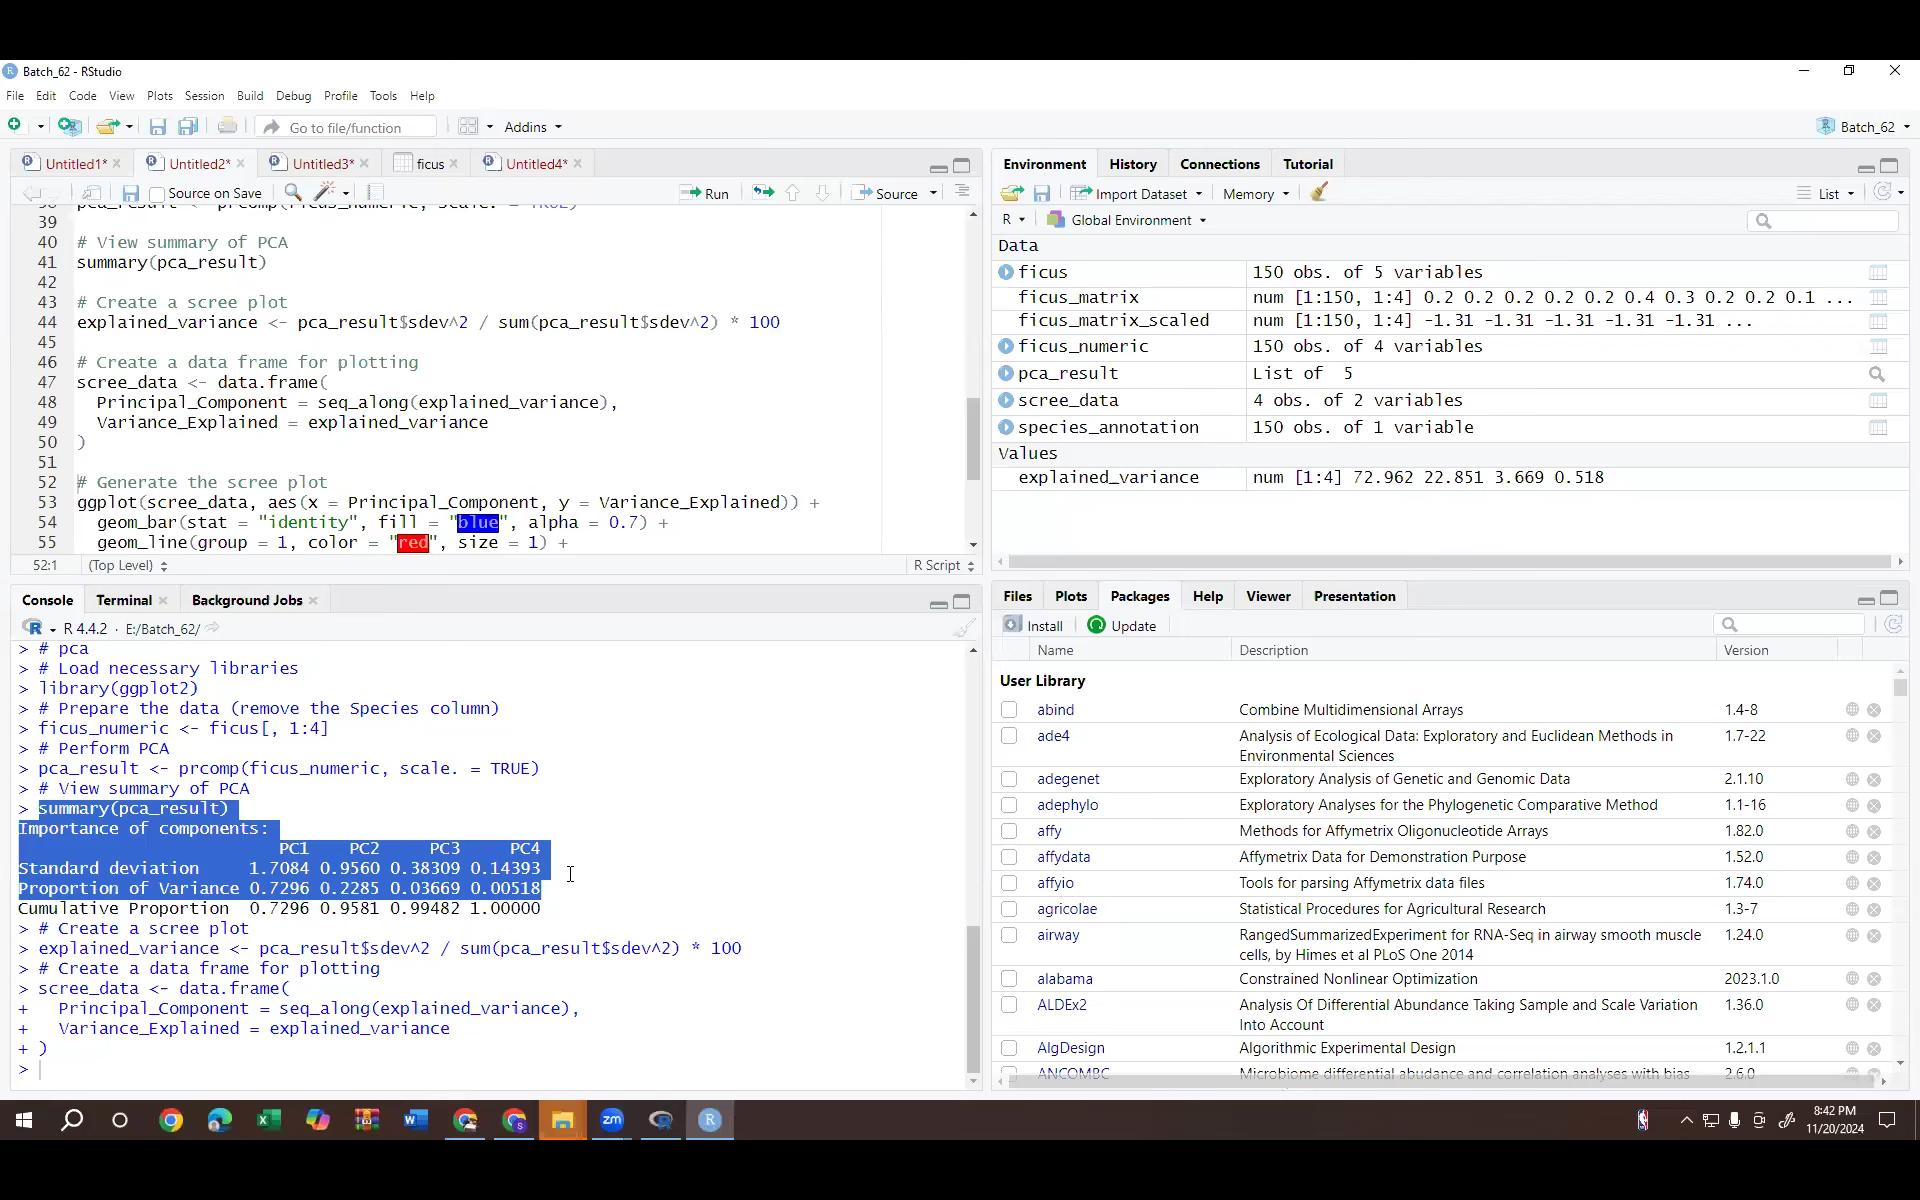 Batch_62 - RStudio
File Edit Code View Plots Session Build Debug Profile Tools Help
Go to file/function
Addins
Batch_62
Untitled1*
Untitled2*
Untitled3*
ficus
Untitled4*
Source on Save
Run
Source
39
40 # View summary of PCA
41 summary(pca_result)
42
43 # Create a scree plot
44 explained_variance <- pca_result$sdev^2 / sum(pca_result$sdev^2) * 100
45
46 # Create a data frame for plotting
47 scree_data <- data.frame(
48 Principal_Component = seq_along(explained_variance),
49 Variance_Explained = explained_variance
50 )
51
52 # Generate the scree plot
53 ggplot(scree_data, aes(x = Principal_Component, y = Variance_Explained)) +
54 geom_bar(stat = "identity", fill = "blue", alpha = 0.7) +
55 geom_line(group = 1, color = "red", size = 1) +
52:1 (Top Level) R Script
Console Terminal Background Jobs
R 4.4.2 · E:/Batch_62/
> # pca
> # Load necessary libraries
> library(ggplot2)
> # Prepare the data (remove the Species column)
> ficus_numeric <- ficus[, 1:4]
> # Perform PCA
> pca_result <- prcomp(ficus_numeric, scale. = TRUE)
> # View summary of PCA
> summary(pca_result)
Importance of components:
PC1 PC2 PC3 PC4
Standard deviation 1.7084 0.9560 0.38309 0.14393
Proportion of Variance 0.7296 0.2285 0.03669 0.00518
Cumulative Proportion 0.7296 0.9581 0.99482 1.00000
> # Create a scree plot
> explained_variance <- pca_result$sdev^2 / sum(pca_result$sdev^2) * 100
> # Create a data frame for plotting
> scree_data <- data.frame(
+ Principal_Component = seq_along(explained_variance),
+ Variance_Explained = explained_variance
+ )
>
Environment History Connections Tutorial
Import Dataset Memory List
R Global Environment
Data
ficus 150 obs. of 5 variables
ficus_matrix num [1:150, 1:4] 0.2 0.2 0.2 0.2 0.2 0.4 0.3 0.2 0.2 0.1 ...
ficus_matrix_scaled num [1:150, 1:4] -1.31 -1.31 -1.31 -1.31 -1.31 ...
ficus_numeric 150 obs. of 4 variables
pca_result List of 5
scree_data 4 obs. of 2 variables
species_annotation 150 obs. of 1 variable
Values
explained_variance num [1:4] 72.962 22.851 3.669 0.518
Files Plots Packages Help Viewer Presentation
Install Update
Name Description Version
User Library
abind Combine Multidimensional Arrays 1.4-8
ade4 Analysis of Ecological Data: Exploratory and Euclidean Methods in 1.7-22
Environmental Sciences
adegenet Exploratory Analysis of Genetic and Genomic Data 2.1.10
adephylo Exploratory Analyses for the Phylogenetic Comparative Method 1.1-16
affy Methods for Affymetrix Oligonucleotide Arrays 1.82.0
affydata Affymetrix Data for Demonstration Purpose 1.52.0
affyio Tools for parsing Affymetrix data files 1.74.0
agricolae Statistical Procedures for Agricultural Research 1.3-7
airway RangedSummarizedExperiment for RNA-Seq in airway smooth muscle 1.24.0
cells, by Himes et al PLoS One 2014
alabama Constrained Nonlinear Optimization 2023.1.0
ALDEx2 Analysis Of Differential Abundance Taking Sample and Scale Variation 1.36.0
Into Account
AlgDesign Algorithmic Experimental Design 1.2.1.1
ANCOMBC Microbiome differential abudance and correlation analyses with bias 2.6.0
zm
8:42 PM
11/20/2024